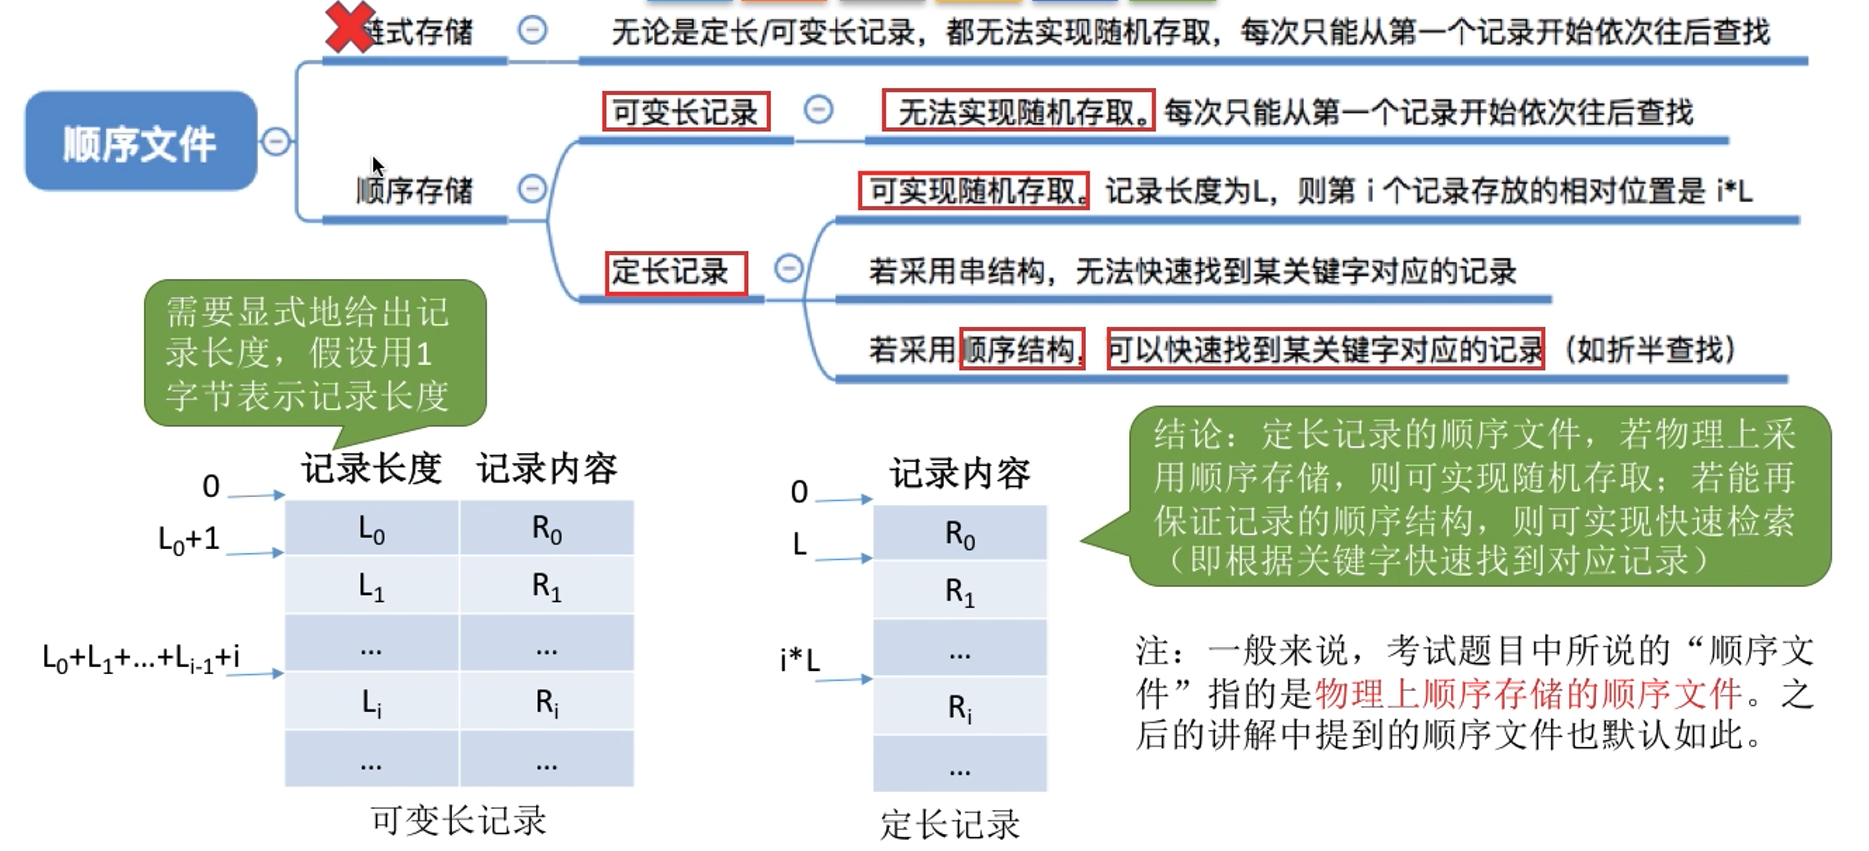 链式存储
无论是定长/可变长记录，都无法实现随机存取，每次只能从第一个记录开始依次往后查找
可变长记录
无法实现随机存取。每次只能从第一个记录开始依次往后查找
顺序文件
顺序存储
可实现随机存取。记录长度为L，则第 i 个记录存放的相对位置是 i*L
定长记录
若采用串结构，无法快速找到某关键字对应的记录
若采用顺序结构，可以快速找到某关键字对应的记录（如折半查找）
需要显式地给出记
录长度，假设用1
字节表示记录长度
记录长度 记录内容
0
L₀ R₀
L₀+1
L₁ R₁
... ...
L₀+L₁+...+Lᵢ₋₁+i
Lᵢ Rᵢ
... ...
可变长记录
记录内容
0
R₀
L
R₁
...
i*L
Rᵢ
...
定长记录
结论：定长记录的顺序文件，若物理上采
用顺序存储，则可实现随机存取；若能再
保证记录的顺序结构，则可实现快速检索
（即根据关键字快速找到对应记录）
注：一般来说，考试题目中所说的“顺序文
件”指的是物理上顺序存储的顺序文件。之
后的讲解中提到的顺序文件也默认如此。